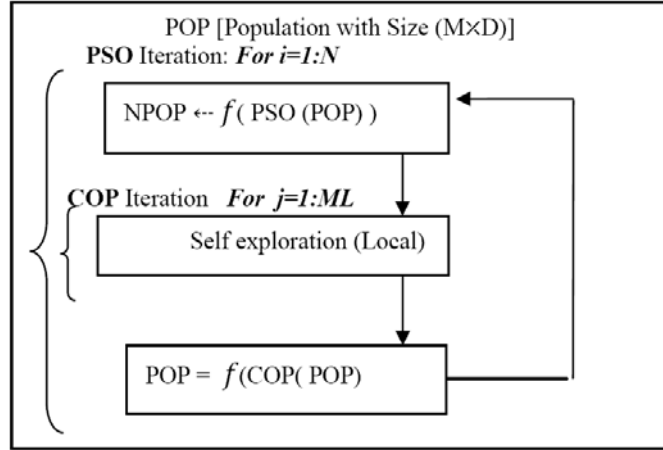 POP [Population with Size (M×D)]
PSO Iteration: For i=1:N
NPOP ⇠ f( PSO (POP) )
COP Iteration For j=1:ML
Self exploration (Local)
POP = f(COP( POP)